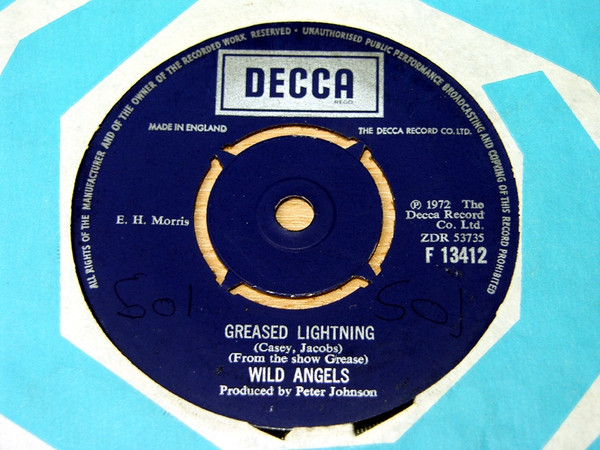 ALL RIGHTS OF THE MANUFACTURER AND OF THE OWNER OF THE RECORDED WORK RESERVED · UNAUTHORISED PUBLIC PERFORMANCE BROADCASTING AND COPYING OF THIS RECORD PROHIBITED
DECCA
REGD
MADE IN ENGLAND
THE DECCA RECORD CO. LTD.
E. H. Morris
℗ 1972 The
Decca Record
Co. Ltd.
ZDR 53735
F 13412
501
501
GREASED LIGHTNING
(Casey, Jacobs)
(From the show Grease)
WILD ANGELS
Produced by Peter Johnson